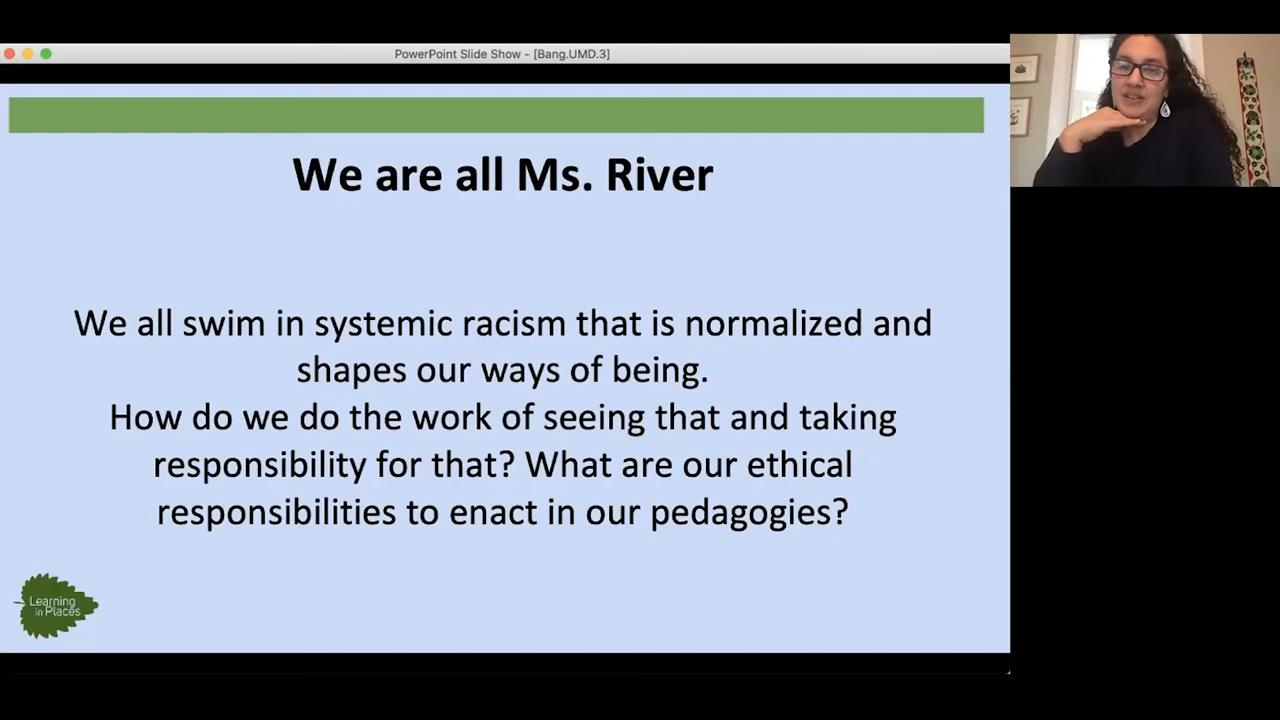 PowerPoint Slide Show - [Bang.UMD.3]
We are all Ms. River
We all swim in systemic racism that is normalized and
shapes our ways of being.
How do we do the work of seeing that and taking
responsibility for that? What are our ethical
responsibilities to enact in our pedagogies?
Learning
in Places